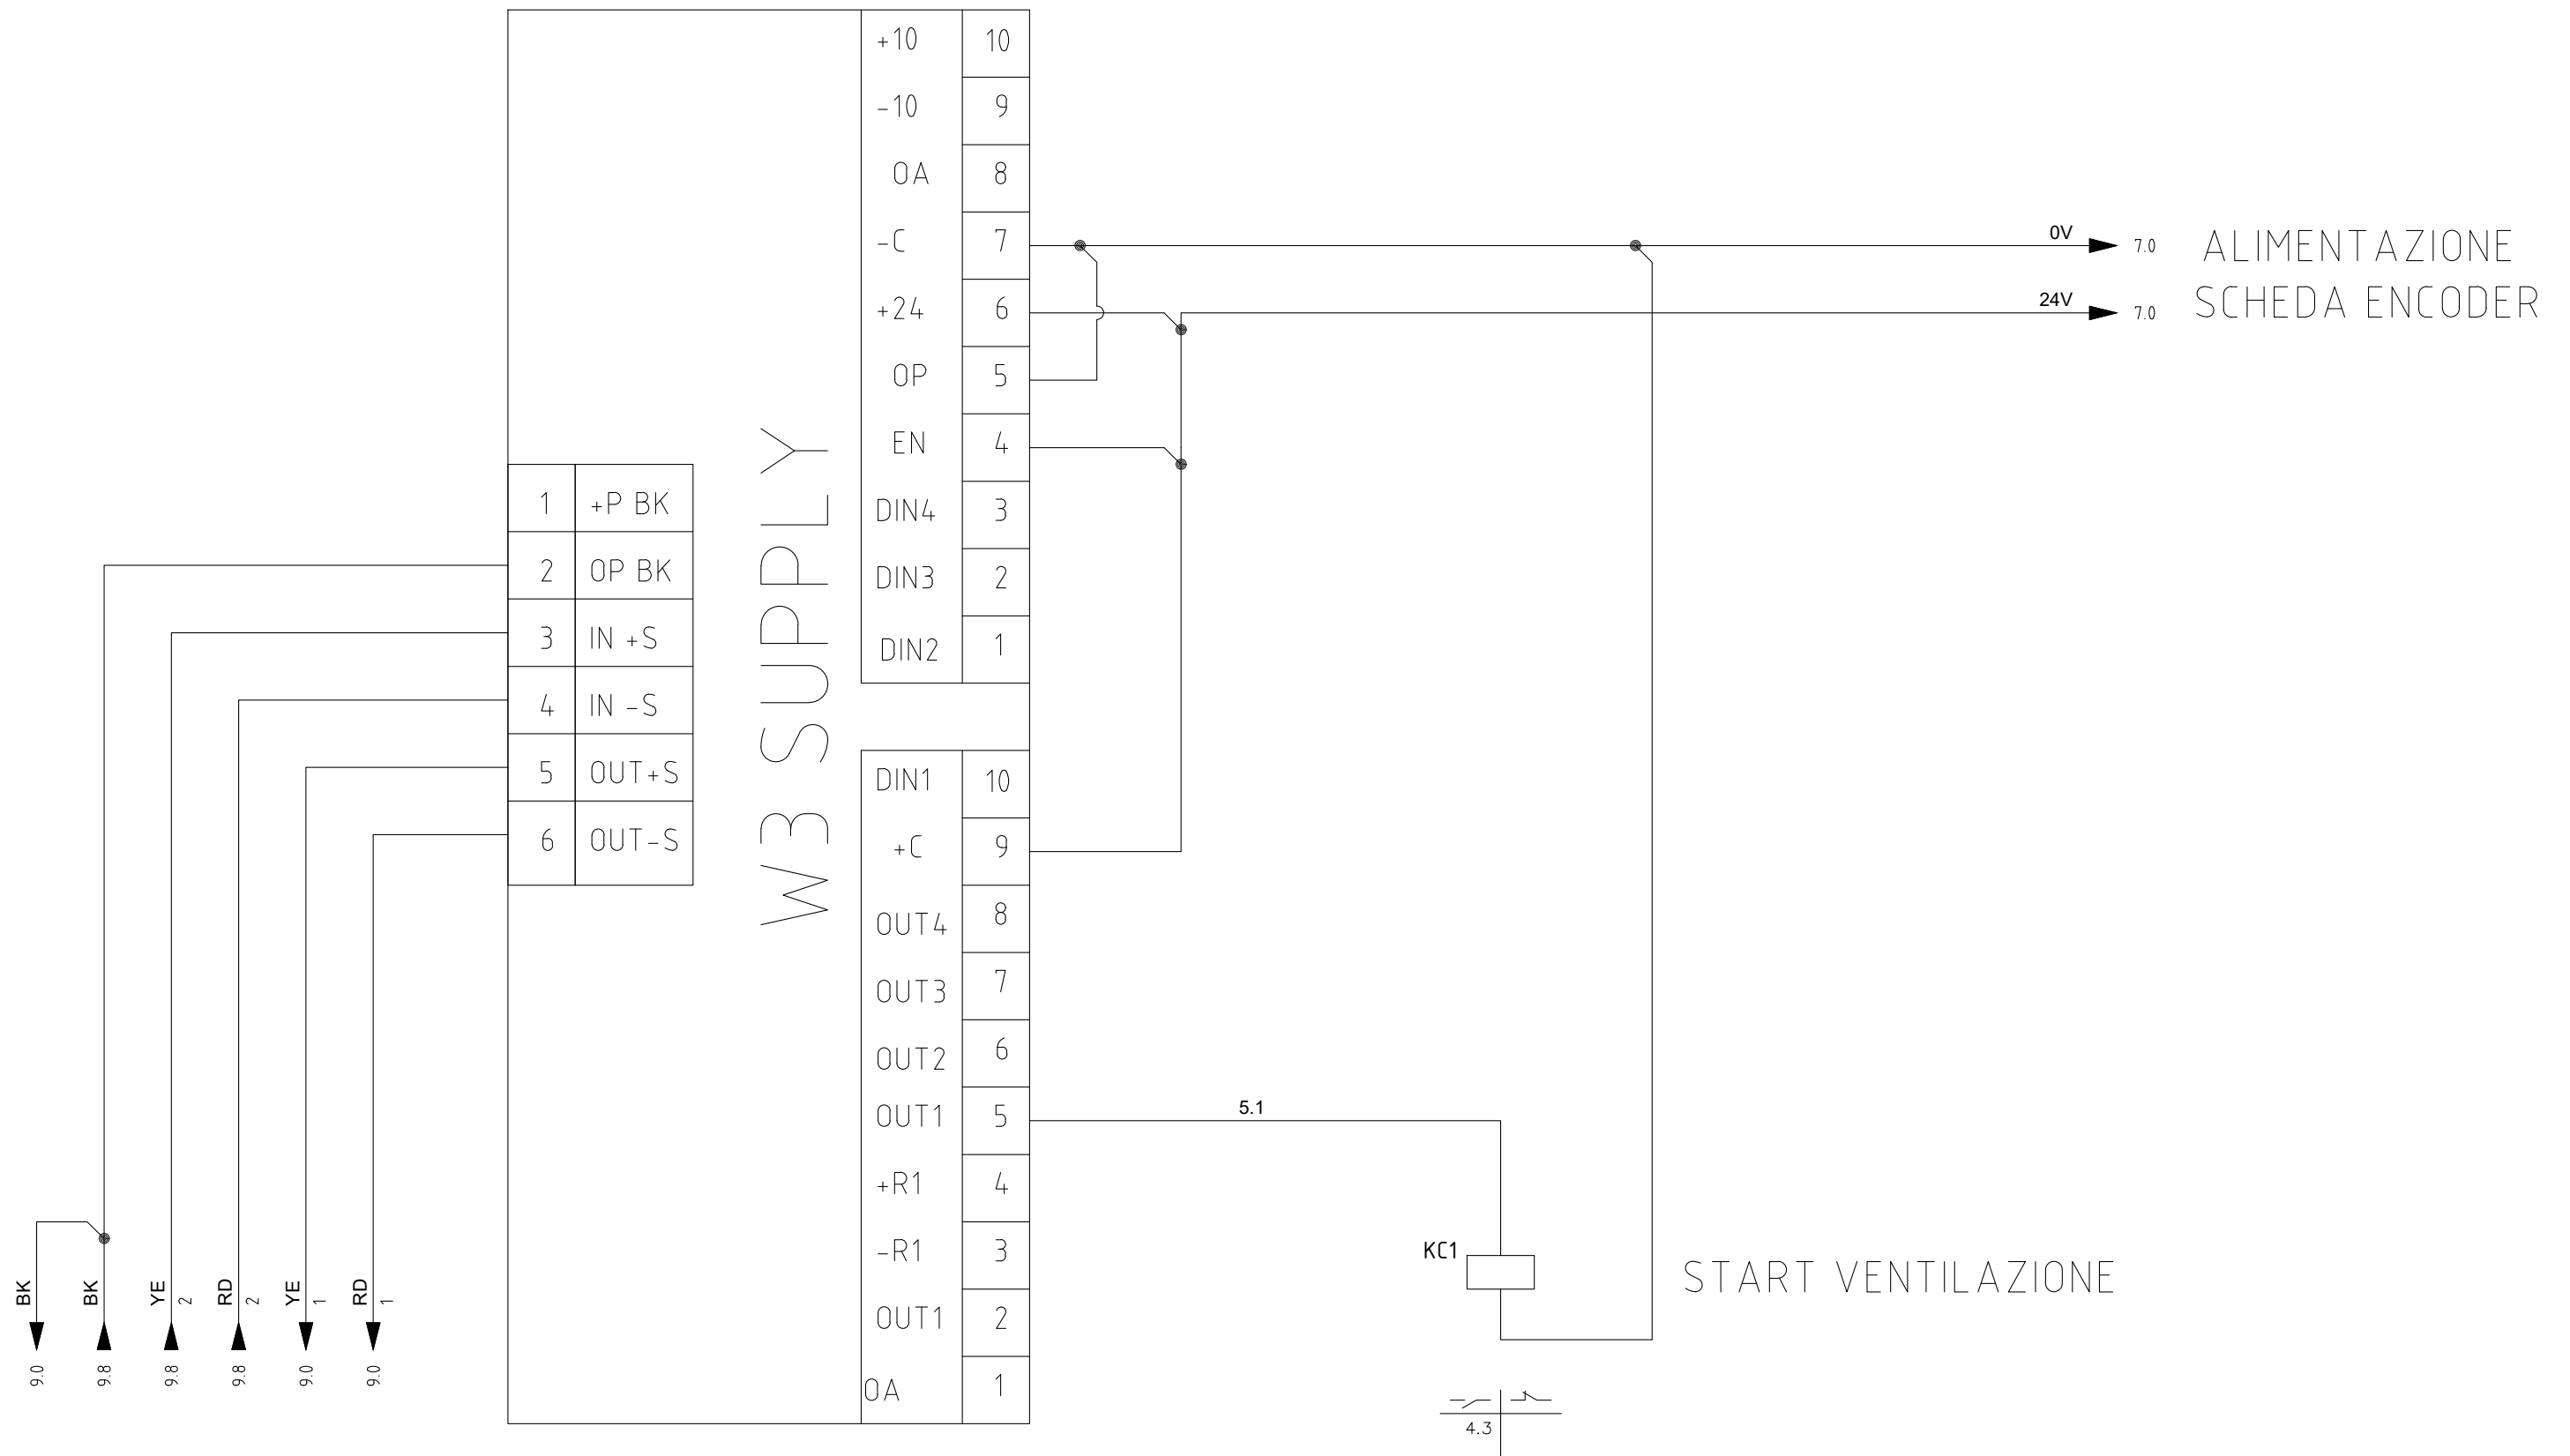 +10 10
-10 9
0A 8
-C 7
+24 6
0P 5
EN 4
DIN4 3
DIN3 2
DIN2 1
0V 7.0
24V 7.0
ALIMENTAZIONE
SCHEDA ENCODER
1 +P BK
2 0P BK
3 IN +S
4 IN -S
5 OUT+S
6 OUT-S
W3 SUPPLY
DIN1 10
+C 9
OUT4 8
OUT3 7
OUT2 6
OUT1 5
+R1 4
-R1 3
OUT1 2
0A 1
5.1
KC1
START VENTILAZIONE
4.3
BK 9.0
BK 9.8
YE 2 9.8
RD 2 9.8
YE 1 9.0
RD 1 9.0